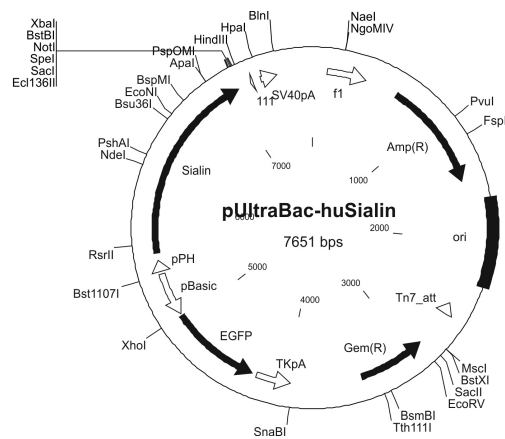 XbaI
BstBI
NotI
SpeI
SacI
Ecl136II
HindIII
HpaI
BlnI
NaeI
NgoMIV
PspOMI
ApaI
BspMI
EcoNI
Bsu36I
PshAI
NdeI
111
SV40pA
f1
PvuI
FspI
Amp(R)
Sialin
7000
1000
pUltraBac-huSialin
7651 bps
2000
ori
RsrII
pPH
pBasic
Bst1107I
5000
4000
3000
Tn7_att
XhoI
EGFP
TKpA
Gem(R)
MscI
BstXI
SacII
EcoRV
BsmBI
Tth111I
SnaBI